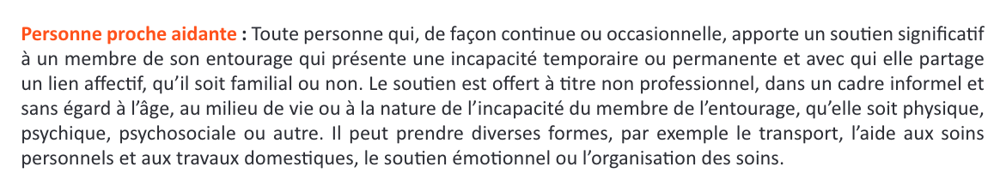 Personne proche aidante : Toute personne qui, de façon continue ou occasionnelle, apporte un soutien significatif
à un membre de son entourage qui présente une incapacité temporaire ou permanente et avec qui elle partage
un lien affectif, qu’il soit familial ou non. Le soutien est offert à titre non professionnel, dans un cadre informel et
sans égard à l’âge, au milieu de vie ou à la nature de l’incapacité du membre de l’entourage, qu’elle soit physique,
psychique, psychosociale ou autre. Il peut prendre diverses formes, par exemple le transport, l’aide aux soins
personnels et aux travaux domestiques, le soutien émotionnel ou l’organisation des soins.